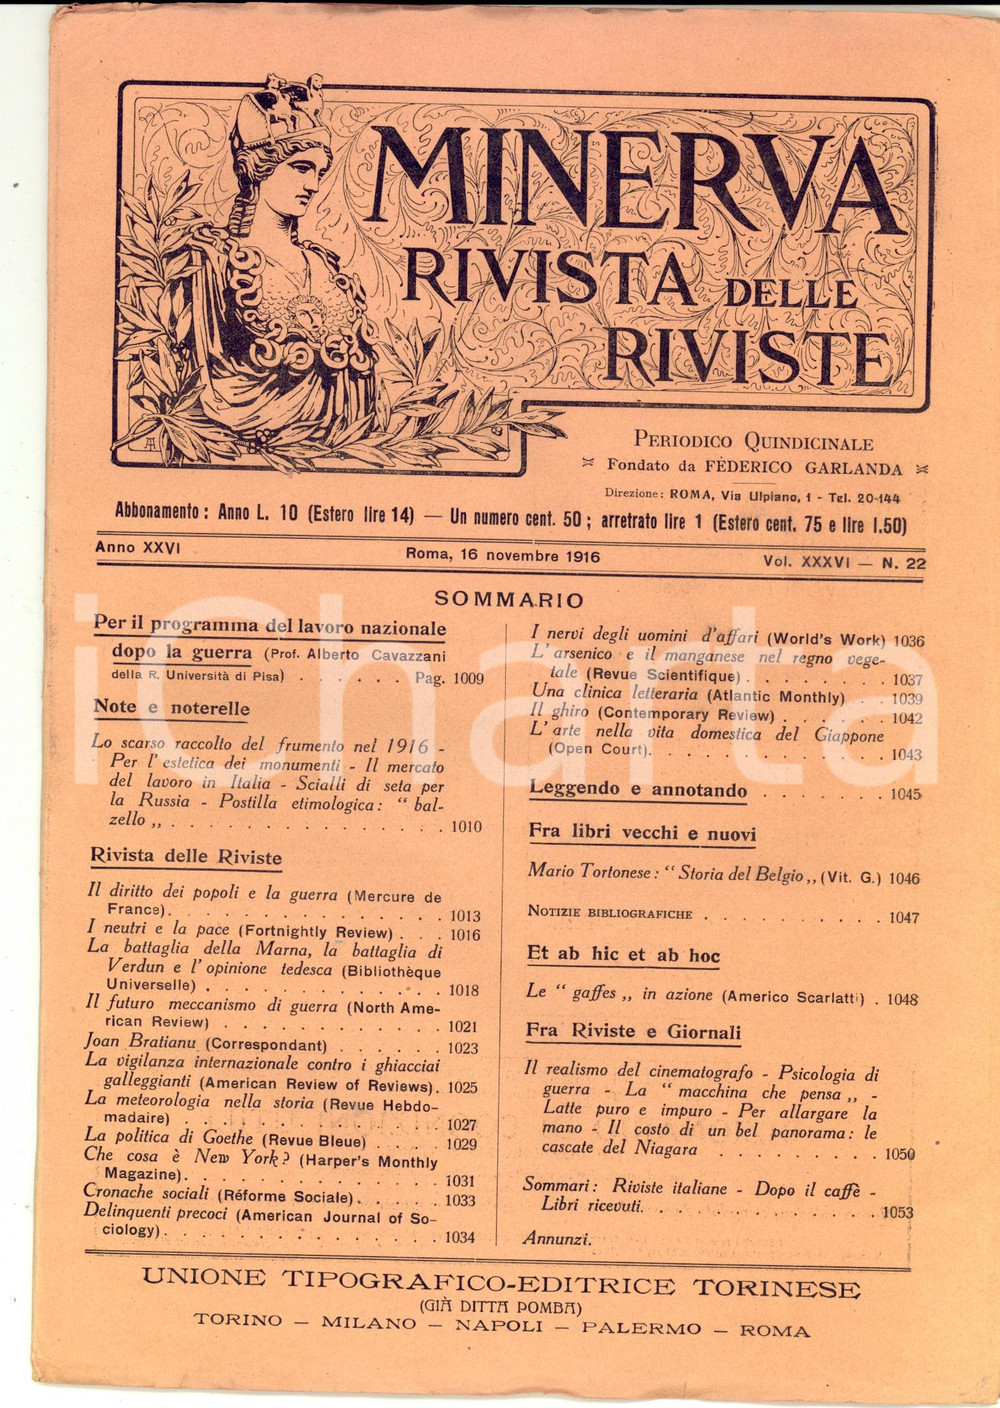 MINERVA
RIVISTA DELLE
RIVISTE
PERIODICO QUINDICINALE
Fondato da FEDERICO GARLANDA
Direzione: ROMA, Via Ulpiano, 1 - Tel. 20-144
Abbonamento: Anno L. 10 (Estero lire 14) — Un numero cent. 50; arretrato lire 1 (Estero cent. 75 e lire 1.50)
Anno XXVI
Roma, 16 novembre 1916
Vol. XXXVI — N. 22
SOMMARIO
Per il programma del lavoro nazionale
dopo la guerra (Prof. Alberto Cavazzani
della R. Università di Pisa) . . . . . . Pag. 1009
Note e noterelle
Lo scarso raccolto del frumento nel 1916 -
Per l'estetica dei monumenti - Il mercato
del lavoro in Italia - Scialli di seta per
la Russia - Postilla etimologica: “ bal-
zello „ . . . . . . . . . . . . . . . 1010
Rivista delle Riviste
Il diritto dei popoli e la guerra (Mercure de
France). . . . . . . . . . . . . . . 1013
I neutri e la pace (Fortnightly Review) . . . 1016
La battaglia della Marna, la battaglia di
Verdun e l'opinione tedesca (Bibliothèque
Universelle) . . . . . . . . . . . . . 1018
Il futuro meccanismo di guerra (North Ame-
rican Review) . . . . . . . . . . . . 1021
Joan Bratianu (Correspondant) . . . . . . 1023
La vigilanza internazionale contro i ghiacciai
galleggianti (American Review of Reviews). 1025
La meteorologia nella storia (Revue Hebdo-
madaire) . . . . . . . . . . . . . . 1027
La politica di Goethe (Revue Bleue) . . . . 1029
Che cosa è New York? (Harper's Monthly
Magazine). . . . . . . . . . . . . . 1031
Cronache sociali (Réforme Sociale). . . . . 1033
Delinquenti precoci (American Journal of So-
ciology). . . . . . . . . . . . . . . 1034
I nervi degli uomini d'affari (World's Work) 1036
L'arsenico e il manganese nel regno vege-
tale (Revue Scientifique) . . . . . . . . 1037
Una clinica letteraria (Atlantic Monthly) . . 1039
Il ghiro (Contemporary Review) . . . . . . 1042
L'arte nella vita domestica del Giappone
(Open Court). . . . . . . . . . . . . 1043
Leggendo e annotando . . . . . . . 1045
Fra libri vecchi e nuovi
Mario Tortonese: “ Storia del Belgio „ (Vit. G.) 1046
NOTIZIE BIBLIOGRAFICHE . . . . . . . . . . 1047
Et ab hic et ab hoc
Le “ gaffes „ in azione (Americo Scarlatti) . 1048
Fra Riviste e Giornali
Il realismo del cinematografo - Psicologia di
guerra - La “ macchina che pensa „ -
Latte puro e impuro - Per allargare la
mano - Il costo di un bel panorama: le
cascate del Niagara . . . . . . . . . 1050
Sommari: Riviste italiane - Dopo il caffè -
Libri ricevuti. . . . . . . . . . . . . 1053
Annunzi.
UNIONE TIPOGRAFICO-EDITRICE TORINESE
(GIÀ DITTA POMBA)
TORINO — MILANO — NAPOLI — PALERMO — ROMA
iCharta